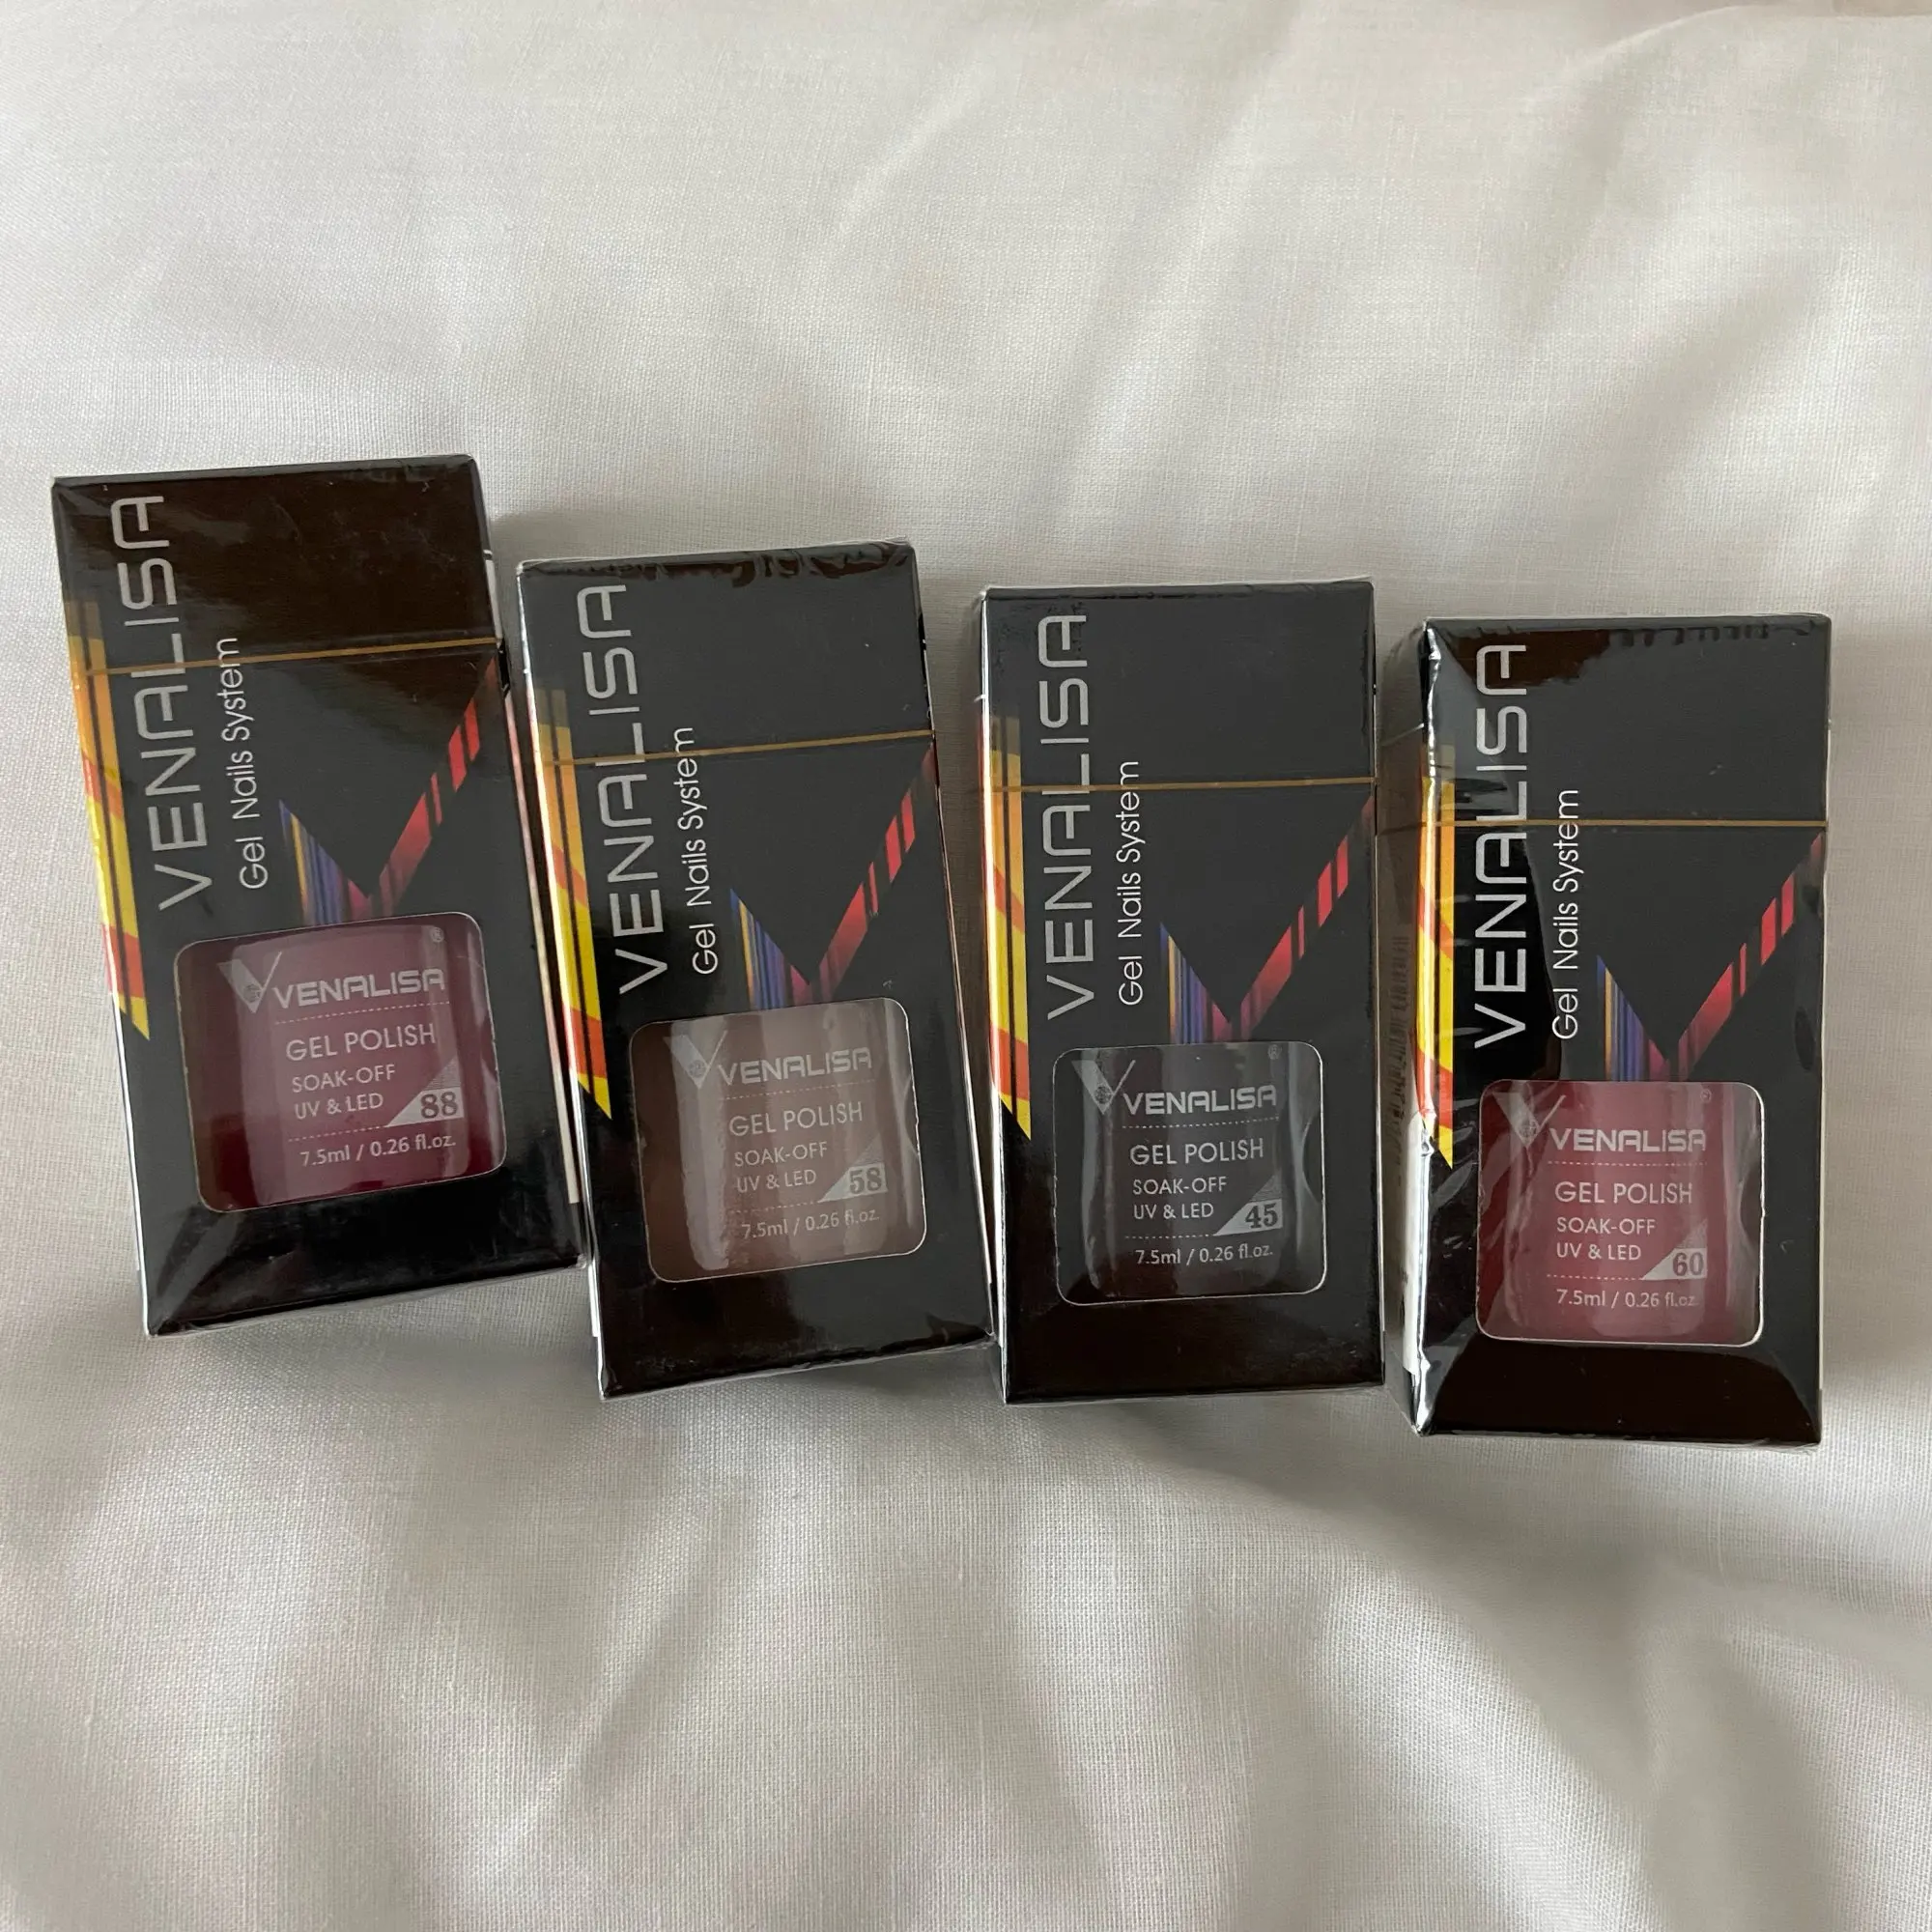 VENALISA
Gel Nails System
VENALISA®
GEL POLISH
SOAK-OFF
UV & LED
88
7.5ml / 0.26 fl.oz.
VENALISA
Gel Nails System
VENALISA
GEL POLISH
SOAK-OFF
UV & LED
58
7.5ml / 0.26 fl.oz.
VENALISA
Gel Nails System
VENALISA®
GEL POLISH
SOAK-OFF
UV & LED
45
7.5ml / 0.26 fl.oz.
VENALISA
Gel Nails System
VENALISA®
GEL POLISH
SOAK-OFF
UV & LED
60
7.5ml / 0.26 fl.oz